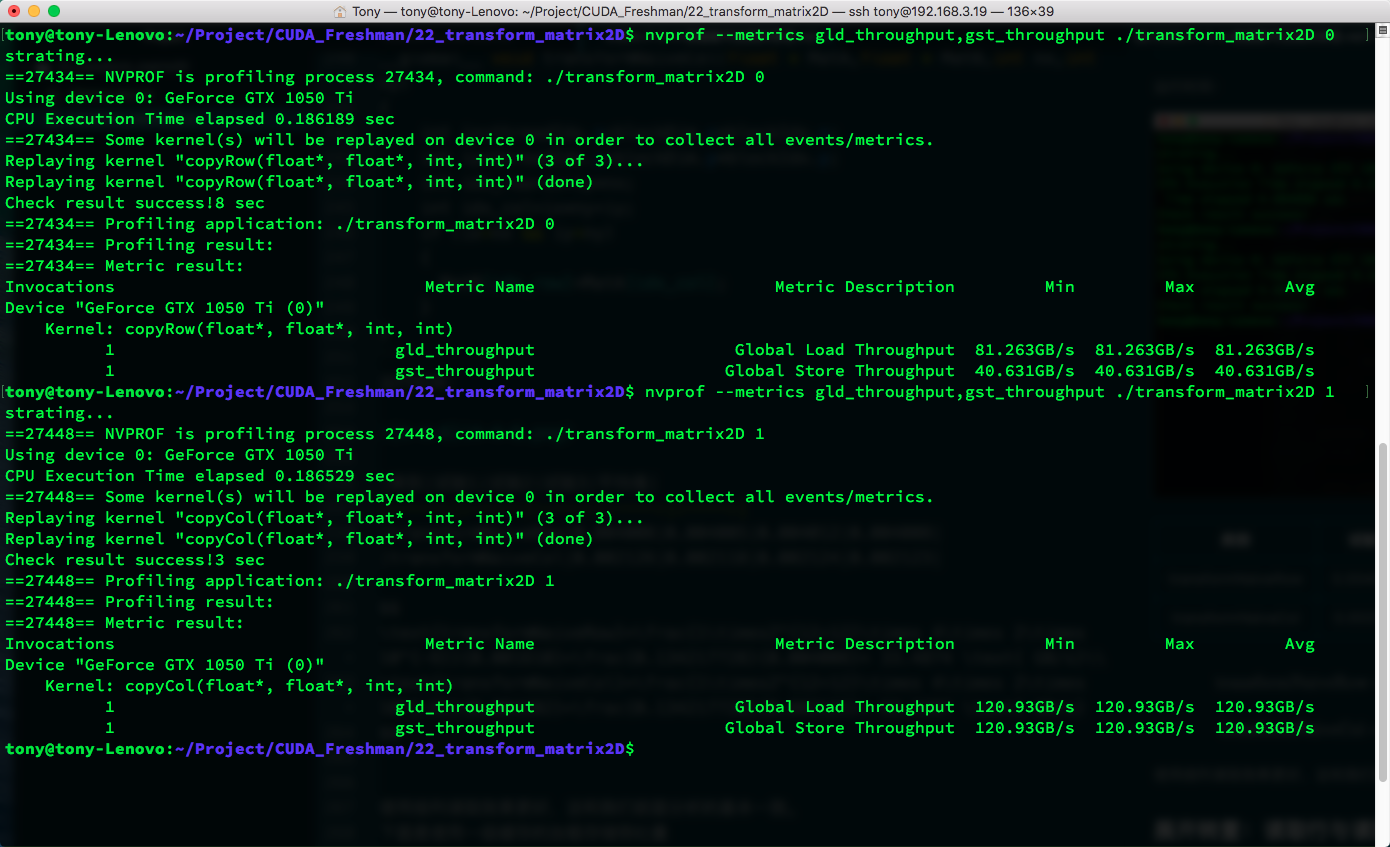 Tony — tony@tony-Lenovo: ~/Project/CUDA_Freshman/22_transform_matrix2D — ssh tony@192.168.3.19 — 136×39
[tony@tony-Lenovo:~/Project/CUDA_Freshman/22_transform_matrix2D$ nvprof --metrics gld_throughput,gst_throughput ./transform_matrix2D 0 ]
strating...
==27434== NVPROF is profiling process 27434, command: ./transform_matrix2D 0
Using device 0: GeForce GTX 1050 Ti
CPU Execution Time elapsed 0.186189 sec
==27434== Some kernel(s) will be replayed on device 0 in order to collect all events/metrics.
Replaying kernel "copyRow(float*, float*, int, int)" (3 of 3)...
Replaying kernel "copyRow(float*, float*, int, int)" (done)
Check result success!8 sec
==27434== Profiling application: ./transform_matrix2D 0
==27434== Profiling result:
==27434== Metric result:
Invocations Metric Name Metric Description Min Max Avg
Device "GeForce GTX 1050 Ti (0)"
Kernel: copyRow(float*, float*, int, int)
1 gld_throughput Global Load Throughput 81.263GB/s 81.263GB/s 81.263GB/s
1 gst_throughput Global Store Throughput 40.631GB/s 40.631GB/s 40.631GB/s
[tony@tony-Lenovo:~/Project/CUDA_Freshman/22_transform_matrix2D$ nvprof --metrics gld_throughput,gst_throughput ./transform_matrix2D 1 ]
strating...
==27448== NVPROF is profiling process 27448, command: ./transform_matrix2D 1
Using device 0: GeForce GTX 1050 Ti
CPU Execution Time elapsed 0.186529 sec
==27448== Some kernel(s) will be replayed on device 0 in order to collect all events/metrics.
Replaying kernel "copyCol(float*, float*, int, int)" (3 of 3)...
Replaying kernel "copyCol(float*, float*, int, int)" (done)
Check result success!3 sec
==27448== Profiling application: ./transform_matrix2D 1
==27448== Profiling result:
==27448== Metric result:
Invocations Metric Name Metric Description Min Max Avg
Device "GeForce GTX 1050 Ti (0)"
Kernel: copyCol(float*, float*, int, int)
1 gld_throughput Global Load Throughput 120.93GB/s 120.93GB/s 120.93GB/s
1 gst_throughput Global Store Throughput 120.93GB/s 120.93GB/s 120.93GB/s
tony@tony-Lenovo:~/Project/CUDA_Freshman/22_transform_matrix2D$